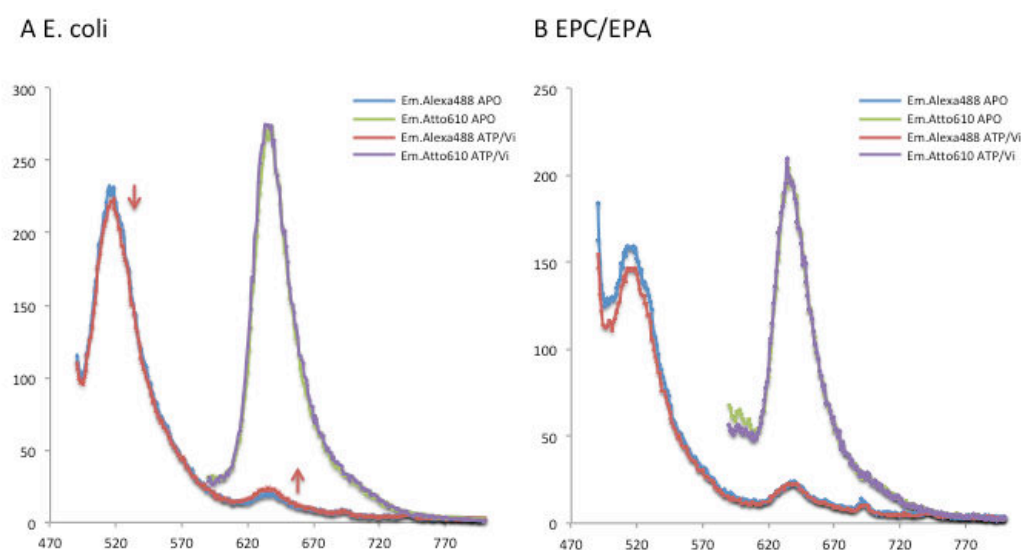 A E. coli
300
250
200
150
100
50
0
470 520 570 620 670 720 770
Em.Alexa488 APO
Em.Atto610 APO
Em.Alexa488 ATP/Vi
Em.Atto610 ATP/Vi
B EPC/EPA
250
200
150
100
50
0
470 520 570 620 670 720 770
Em.Alexa488 APO
Em.Atto610 APO
Em.Alexa488 ATP/Vi
Em.Atto610 ATP/Vi